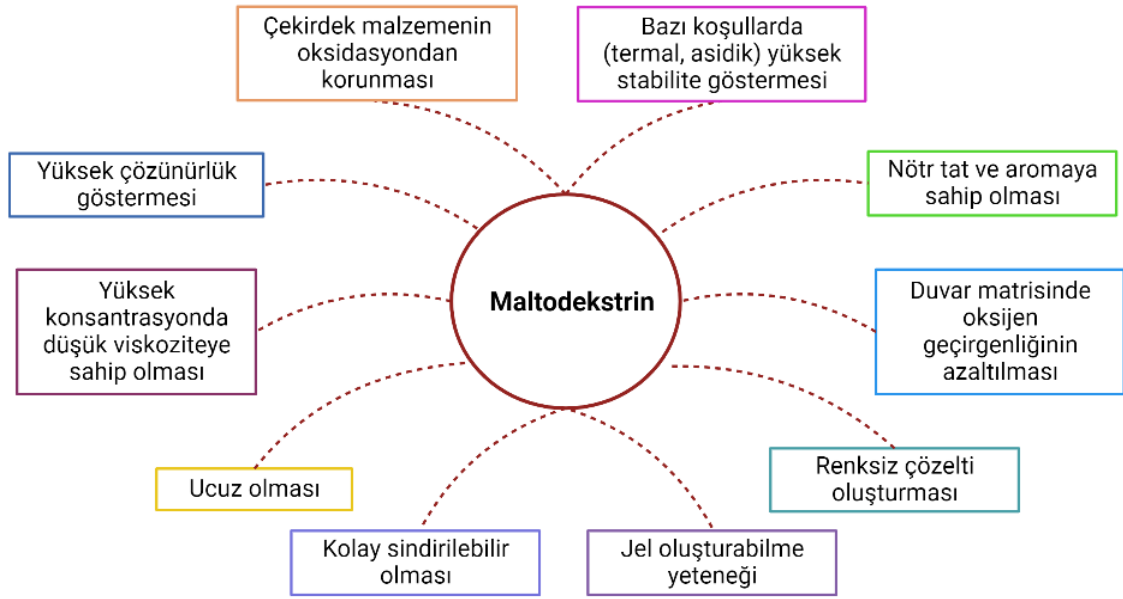 Çekirdek malzemenin
oksidasyondan
korunması
Bazı koşullarda
(termal, asidik) yüksek
stabilite göstermesi
Yüksek çözünürlük
göstermesi
Nötr tat ve aromaya
sahip olması
Yüksek
konsantrasyonda
düşük viskoziteye
sahip olması
Maltodekstrin
Duvar matrisinde
oksijen
geçirgenliğinin
azaltılması
Ucuz olması
Renksiz çözelti
oluşturması
Kolay sindirilebilir
olması
Jel oluşturabilme
yeteneği